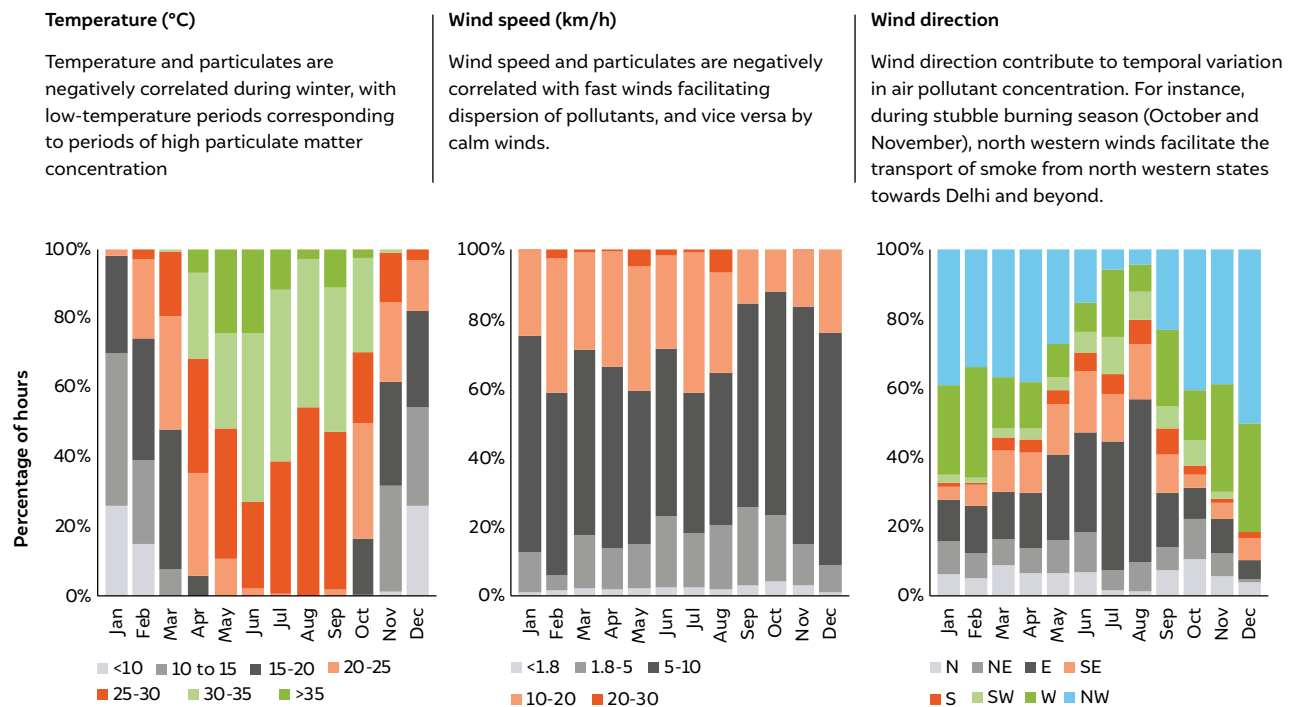 Temperature (°C)
Temperature and particulates are
negatively correlated during winter, with
low-temperature periods corresponding
to periods of high particulate matter
concentration
Wind speed (km/h)
Wind speed and particulates are negatively
correlated with fast winds facilitating
dispersion of pollutants, and vice versa by
calm winds.
Wind direction
Wind direction contribute to temporal variation
in air pollutant concentration. For instance,
during stubble burning season (October and
November), north western winds facilitate the
transport of smoke from north western states
towards Delhi and beyond.
Percentage of hours
100%
80%
60%
40%
20%
0%
Jan Feb Mar Apr May Jun Jul Aug Sep Oct Nov Dec
<10 10 to 15 15-20 20-25
25-30 30-35 >35
100%
80%
60%
40%
20%
0%
Jan Feb Mar Apr May Jun Jul Aug Sep Oct Nov Dec
<1.8 1.8-5 5-10
10-20 20-30
100%
80%
60%
40%
20%
0%
Jan Feb Mar Apr May Jun Jul Aug Sep Oct Nov Dec
N NE E SE
S SW W NW